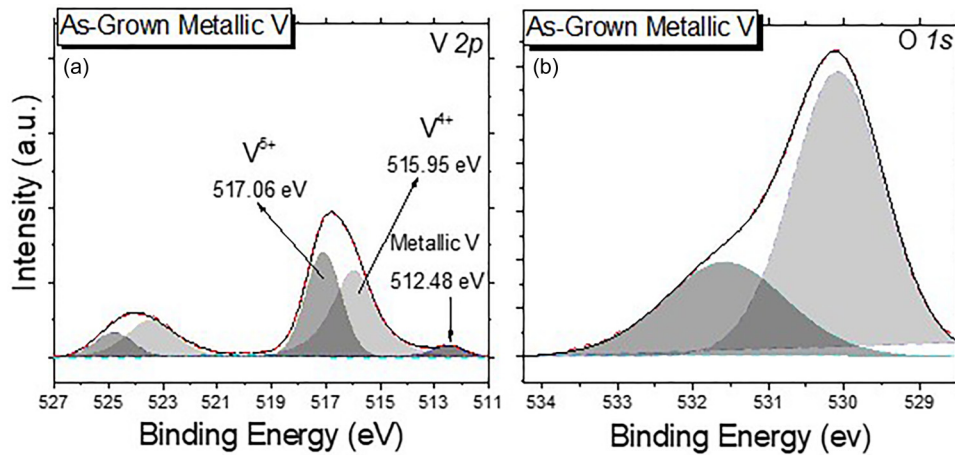 As-Grown Metallic V
V 2p
(a)
V5+
517.06 eV
V4+
515.95 eV
Metallic V
512.48 eV
Intensity (a.u.)
527 525 523 521 519 517 515 513 511
Binding Energy (eV)
As-Grown Metallic V
O 1s
(b)
534 533 532 531 530 529
Binding Energy (ev)